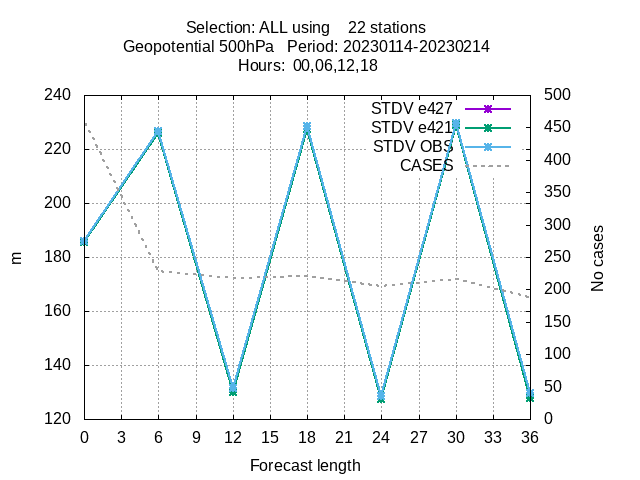 Selection: ALL using    22 stations
Geopotential 500hPa   Period: 20230114-20230214
Hours:  00,06,12,18
240 500
STDV e427
450
STDV e421
220 400
STDV OBS
CASES
350
200
300
180 250
m
No cases
200
160
150
140 100
50
120 0
0 3 6 9 12 15 18 21 24 27 30 33 36
Forecast length